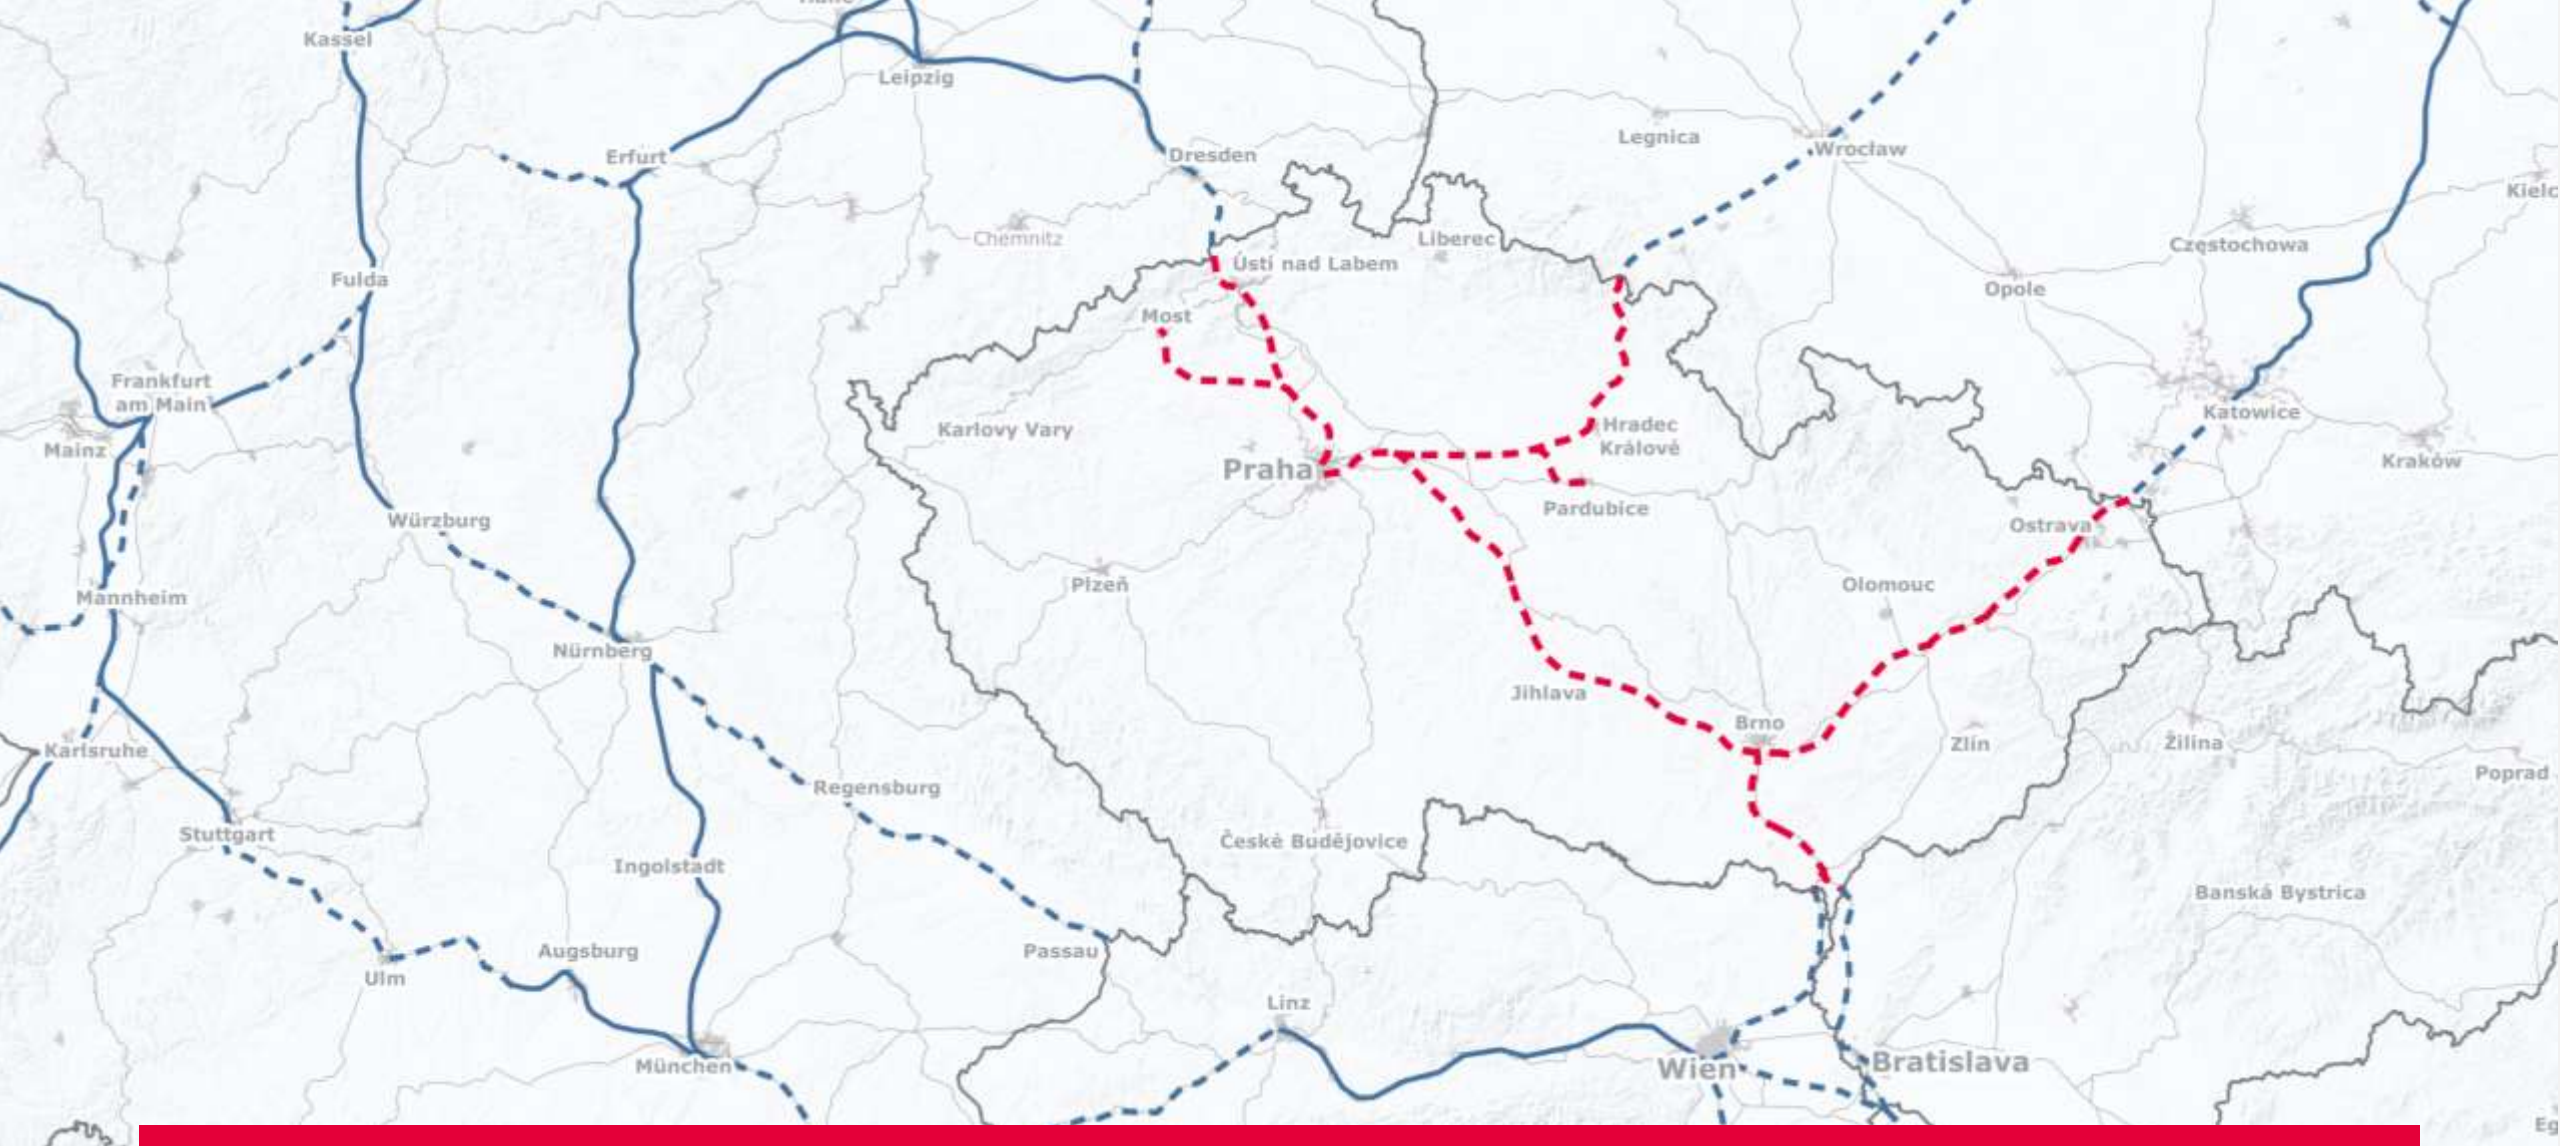 Kassel
Leipzig
Erfurt
Dresden
Legnica
Wrocław
Kielc
Chemnitz
Liberec
Częstochowa
Ústí nad Labem
Fulda
Opole
Most
Frankfurt
am Main
Katowice
Mainz
Karlovy Vary
Hradec
Králové
Kraków
Praha
Pardubice
Würzburg
Ostrava
Plzeň
Olomouc
Mannheim
Nürnberg
Jihlava
Brno
Zlín
Žilina
Karlsruhe
Poprad
Regensburg
Stuttgart
České Budějovice
Ingolstadt
Banská Bystrica
Augsburg
Passau
Ulm
Linz
München
Wien
Bratislava